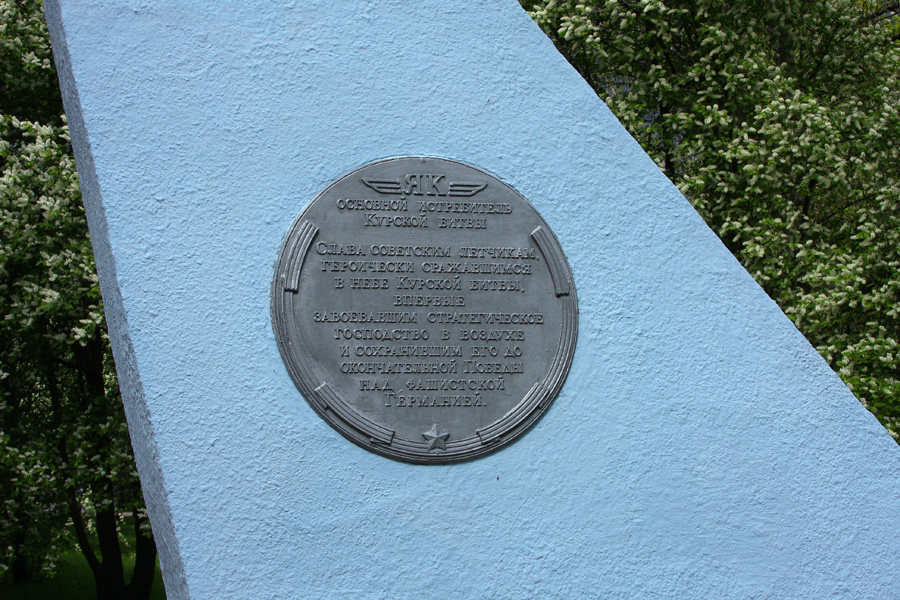 ЯК
ОСНОВНОЙ ИСТРЕБИТЕЛЬ
КУРСКОЙ БИТВЫ
СЛАВА СОВЕТСКИМ ЛЕТЧИКАМ,
ГЕРОИЧЕСКИ СРАЖАВШИМСЯ
В НЕБЕ КУРСКОЙ БИТВЫ,
ВПЕРВЫЕ
ЗАВОЕВАВШИМ СТРАТЕГИЧЕСКОЕ
ГОСПОДСТВО В ВОЗДУХЕ
И СОХРАНИВШИМ ЕГО ДО
ОКОНЧАТЕЛЬНОЙ ПОБЕДЫ
НАД ФАШИСТСКОЙ
ГЕРМАНИЕЙ.